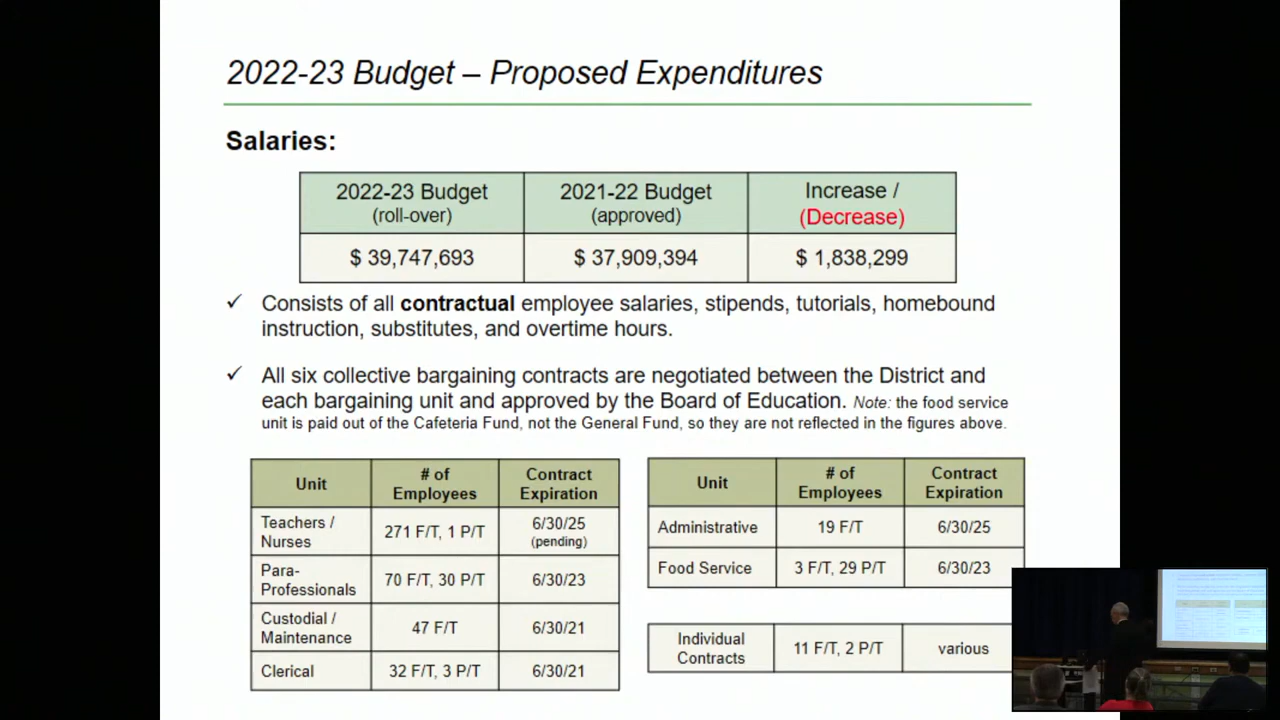 2022-23 Budget – Proposed Expenditures
Salaries:
2022-23 Budget (roll-over) 2021-22 Budget (approved) Increase / (Decrease)
$ 39,747,693 $ 37,909,394 $ 1,838,299
✓ Consists of all contractual employee salaries, stipends, tutorials, homebound
instruction, substitutes, and overtime hours.
✓ All six collective bargaining contracts are negotiated between the District and
each bargaining unit and approved by the Board of Education. Note: the food service
unit is paid out of the Cafeteria Fund, not the General Fund, so they are not reflected in the figures above.
Unit # of Employees Contract Expiration
Teachers / Nurses 271 F/T, 1 P/T 6/30/25 (pending)
Para-Professionals 70 F/T, 30 P/T 6/30/23
Custodial / Maintenance 47 F/T 6/30/21
Clerical 32 F/T, 3 P/T 6/30/21
Unit # of Employees Contract Expiration
Administrative 19 F/T 6/30/25
Food Service 3 F/T, 29 P/T 6/30/23
Individual Contracts 11 F/T, 2 P/T various